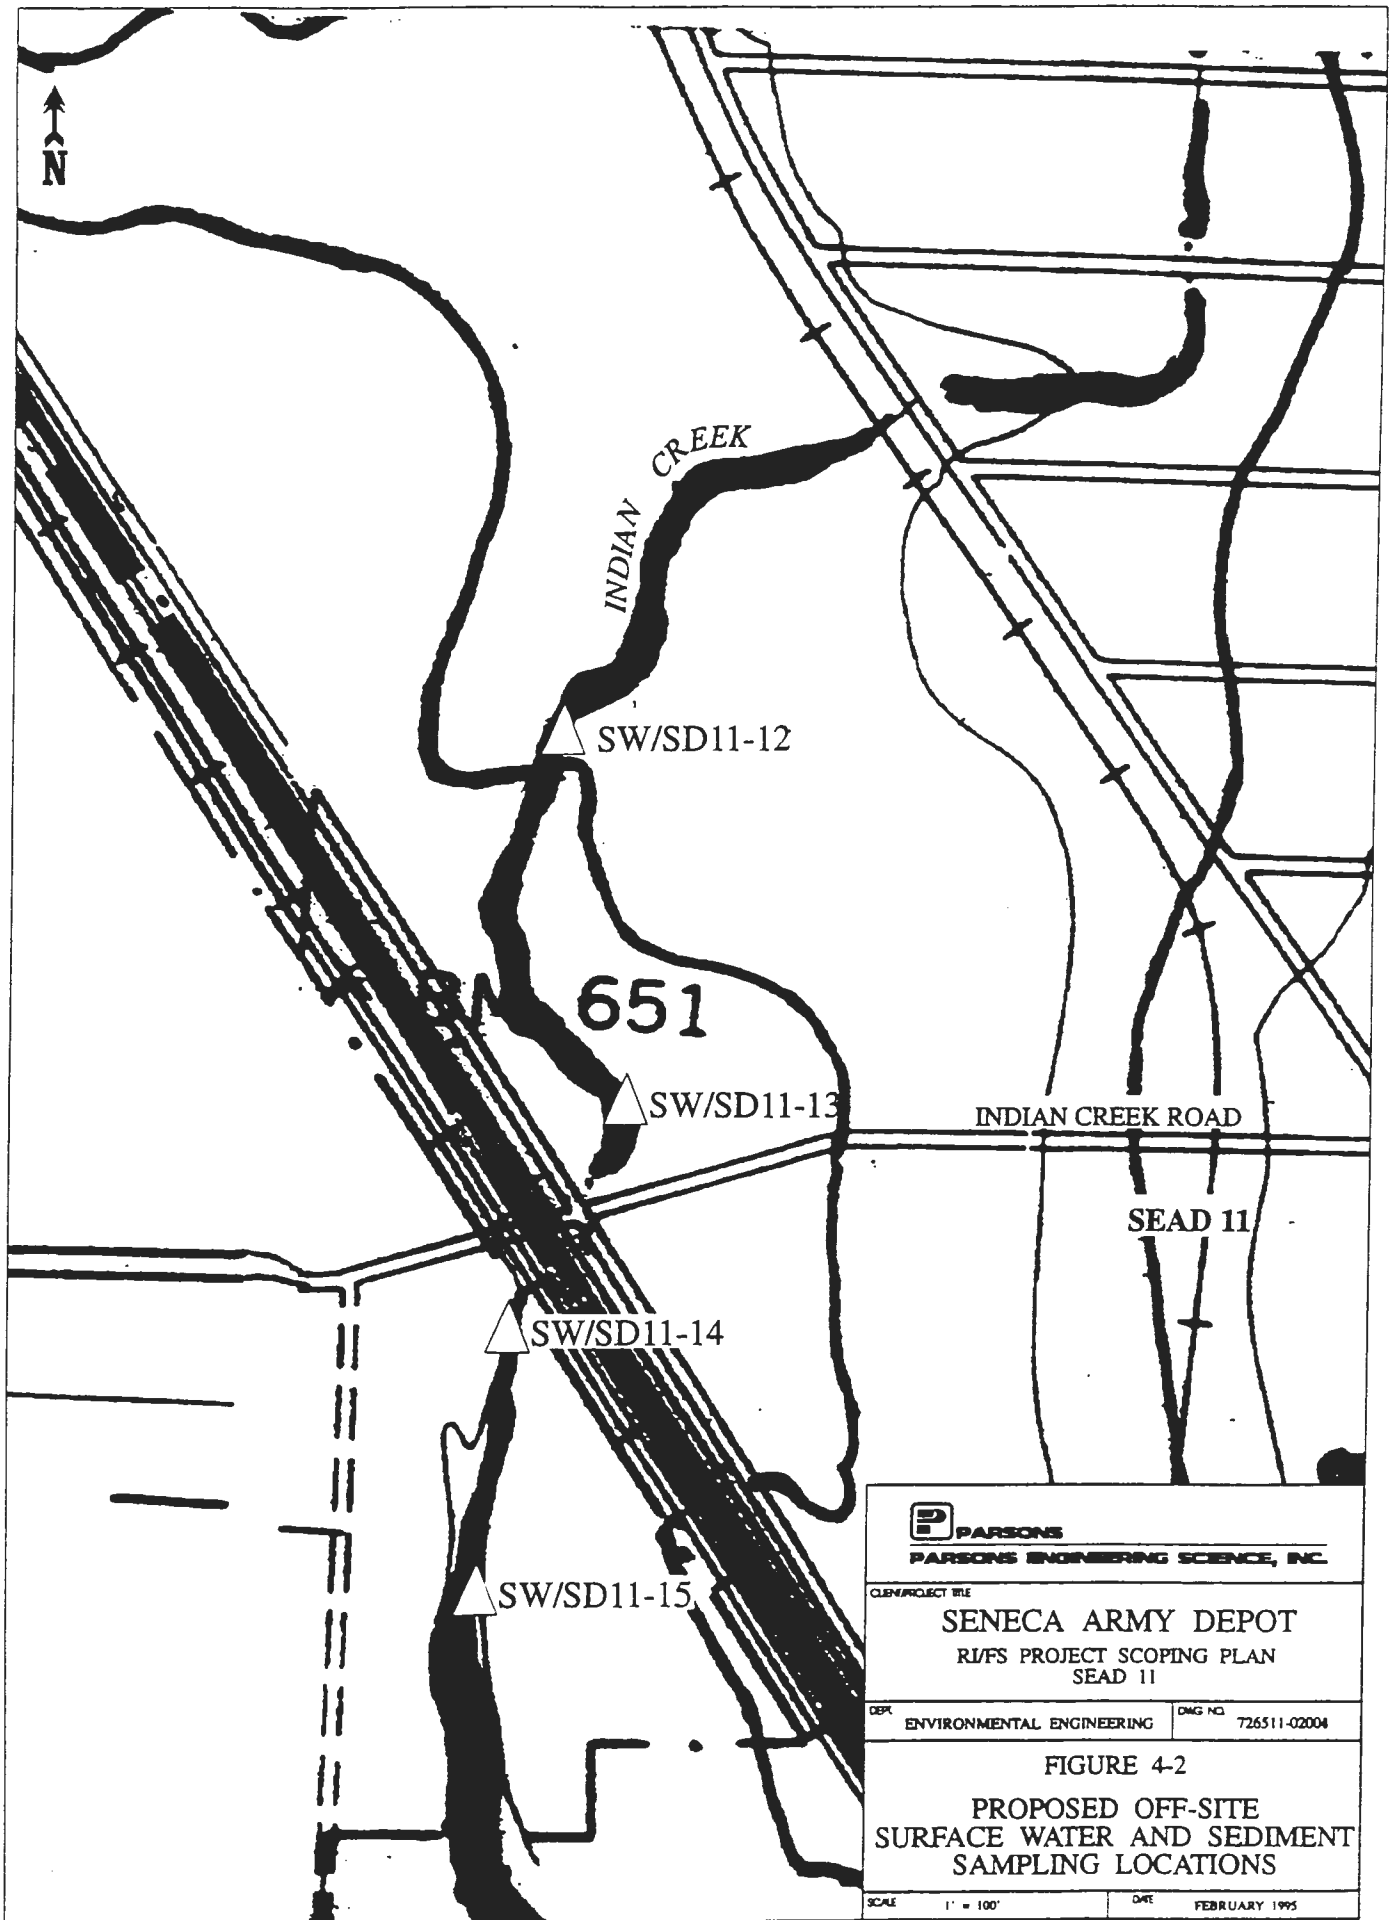 N
INDIAN CREEK
SW/SD11-12
651
SW/SD11-13
INDIAN CREEK ROAD
SEAD 11
SW/SD11-14
SW/SD11-15
P PARSONS
PARSONS ENGINEERING SCIENCE, INC.
CLIENT/PROJECT TITLE
SENECA ARMY DEPOT
RI/FS PROJECT SCOPING PLAN
SEAD 11
DEPT.
ENVIRONMENTAL ENGINEERING
DWG NO.
726511-02004
FIGURE 4-2
PROPOSED OFF-SITE
SURFACE WATER AND SEDIMENT
SAMPLING LOCATIONS
SCALE
1' = 100'
DATE
FEBRUARY 1995